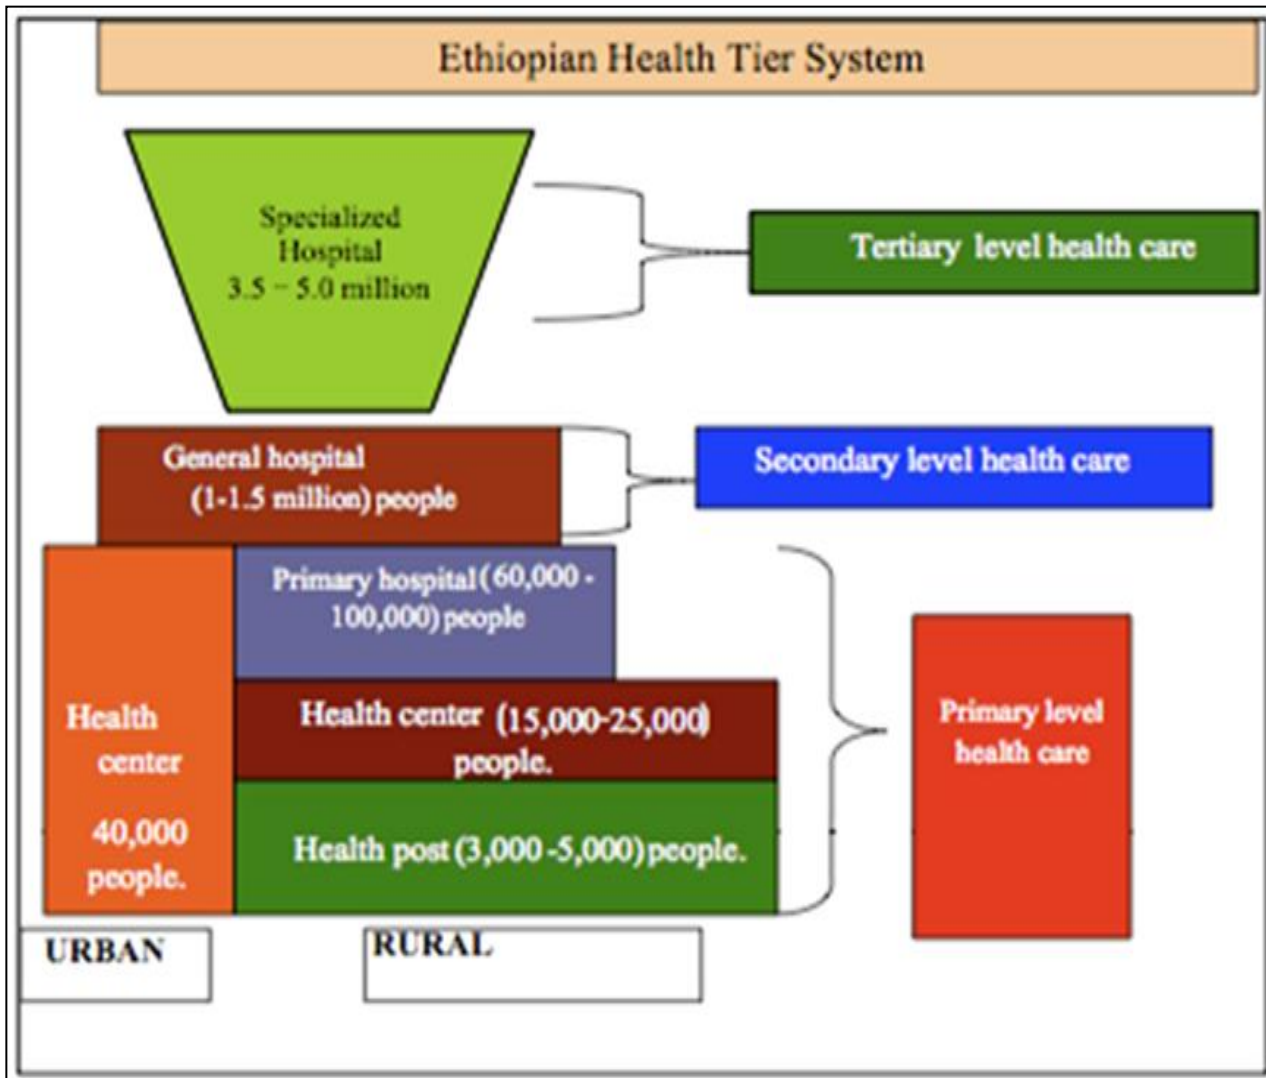 Ethiopian Health Tier System
Specialized
Hospital
3.5 – 5.0 million
Tertiary level health care
General hospital
(1-1.5 million) people
Secondary level health care
Primary hospital (60,000 -
100,000) people
Health center (15,000-25,000)
people.
Health post (3,000 -5,000) people.
Health
center
40,000
people.
Primary level
health care
URBAN
RURAL